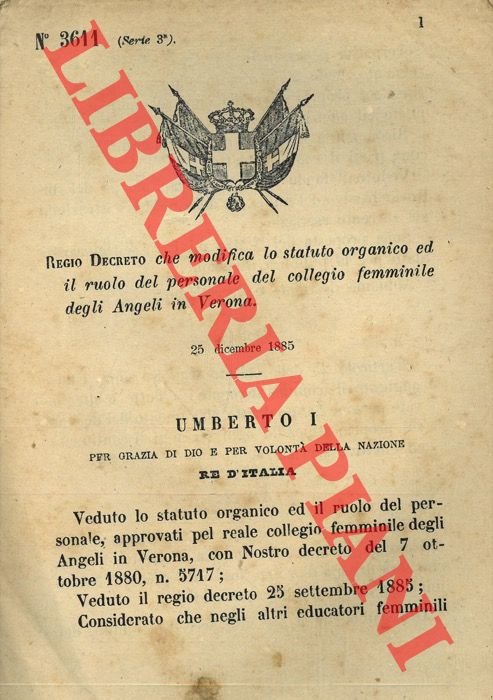 1
N° 3611 (Serie 3ª).
REGIO DECRETO che modifica lo statuto organico ed
il ruolo del personale del collegio femminile
degli Angeli in Verona.
25 dicembre 1885
UMBERTO I
PER GRAZIA DI DIO E PER VOLONTÀ DELLA NAZIONE
RE D'ITALIA
Veduto lo statuto organico ed il ruolo del per-
sonale, approvati pel reale collegio femminile degli
Angeli in Verona, con Nostro decreto del 7 ot-
tobre 1880, n. 5717;
Veduto il regio decreto 25 settembre 1885;
Considerato che negli altri educatori femminili
LIBRERIA PIANI